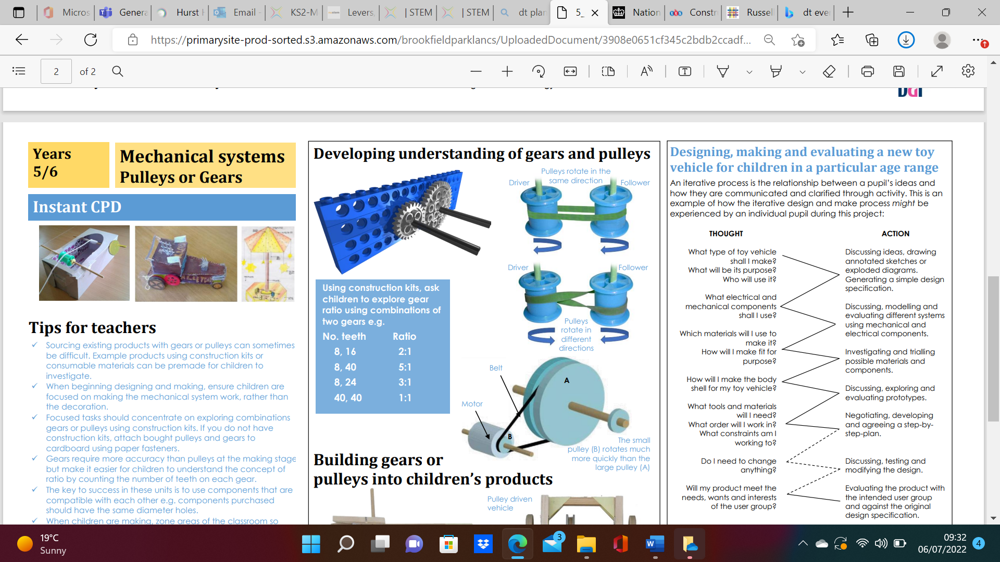 Micros
Genera
Hurst H
Email -
KS2-M
Levers,
| STEM
| STEM
dt plan
5_
Nation
Constr
Russell
dt even
https://primarysite-prod-sorted.s3.amazonaws.com/brookfieldparklancs/UploadedDocument/3908e0651cf345c2bdb2ccadf...
2 of 2
Years
5/6
Mechanical systems
Pulleys or Gears
Instant CPD
Tips for teachers
✓ Sourcing existing products with gears or pulleys can sometimes
be difficult. Example products using construction kits or
consumable materials can be premade for children to
investigate.
✓ When beginning designing and making, ensure children are
focused on making the mechanical system work, rather than
the decoration.
✓ Focused tasks should concentrate on exploring combinations
gears or pulleys using construction kits. If you do not have
construction kits, attach bought pulleys and gears to
cardboard using paper fasteners.
✓ Gears require more accuracy than pulleys at the making stage
but make it easier for children to understand the concept of
ratio by counting the number of teeth on each gear.
✓ The key to success in these units is to use components that are
compatible with each other e.g. components purchased
should have the same diameter holes.
✓ When children are making, zone areas of the classroom so
Developing understanding of gears and pulleys
Pulleys rotate in the
same direction
Driver
Follower
Driver
Follower
Pulleys
rotate in
different
directions
Using construction kits, ask
children to explore gear
ratio using combinations of
two gears e.g.
No. teeth Ratio
8, 16 2:1
8, 40 5:1
8, 24 3:1
40, 40 1:1
Belt
A
Motor
B
The small
pulley (B) rotates much
more quickly than the
large pulley (A)
Building gears or
pulleys into children's products
Pulley driven
vehicle
Designing, making and evaluating a new toy
vehicle for children in a particular age range
An iterative process is the relationship between a pupil's ideas and
how they are communicated and clarified through activity. This is an
example of how the iterative design and make process might be
experienced by an individual pupil during this project:
THOUGHT
What type of toy vehicle
shall I make?
What will be its purpose?
Who will use it?
What electrical and
mechanical components
shall I use?
Which materials will I use to
make it?
How will I make fit for
purpose?
How will I make the body
shell for my toy vehicle?
What tools and materials
will I need?
What order will I work in?
What constraints am I
working to?
Do I need to change
anything?
Will my product meet the
needs, wants and interests
of the user group?
ACTION
Discussing ideas, drawing
annotated sketches or
exploded diagrams.
Generating a simple design
specification.
Discussing, modelling and
evaluating different systems
using mechanical and
electrical components.
Investigating and trialling
possible materials and
components.
Discussing, exploring and
evaluating prototypes.
Negotiating, developing
and agreeing a step-by-
step-plan.
Discussing, testing and
modifying the design.
Evaluating the product with
the intended user group
and against the original
design specification.
19°C
Sunny
3
09:32
06/07/2022
4